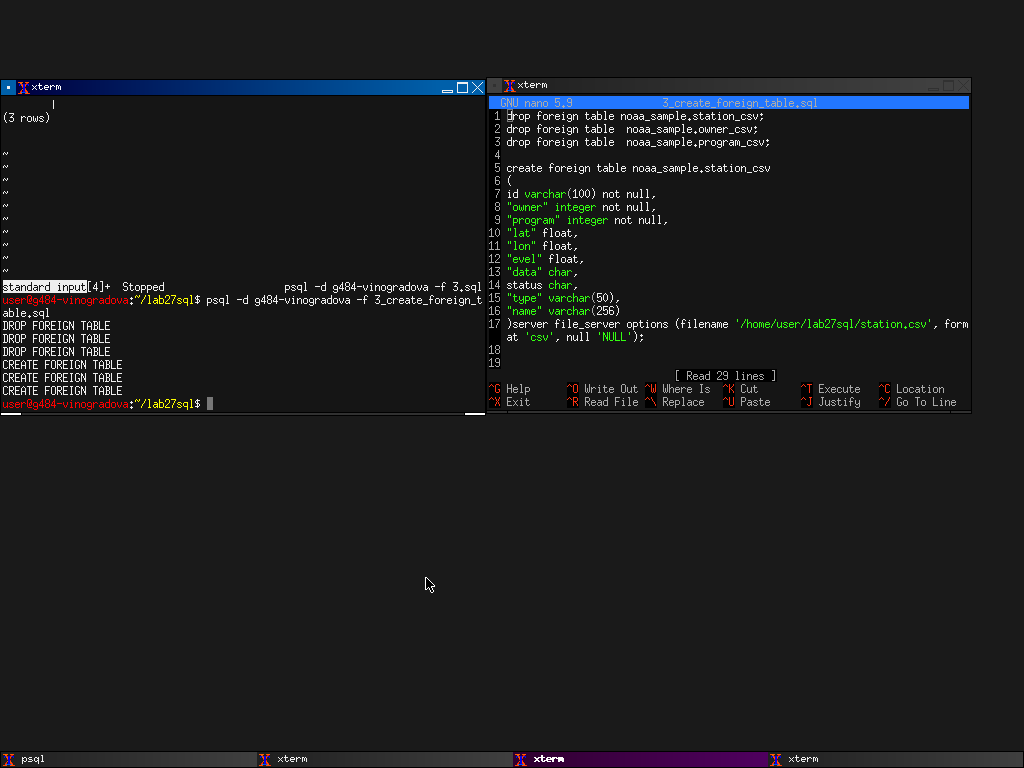 xterm
|
(3 rows)
~
~
~
~
~
~
~
~
~
~
standard input[4]+  Stopped                 psql -d g484-vinogradova -f 3.sql
user@g484-vinogradova:~/lab27sql$ psql -d g484-vinogradova -f 3_create_foreign_t
able.sql
DROP FOREIGN TABLE
DROP FOREIGN TABLE
DROP FOREIGN TABLE
CREATE FOREIGN TABLE
CREATE FOREIGN TABLE
CREATE FOREIGN TABLE
user@g484-vinogradova:~/lab27sql$
xterm
GNU nano 5.9               3_create_foreign_table.sql
1 drop foreign table noaa_sample.station_csv;
2 drop foreign table  noaa_sample.owner_csv;
3 drop foreign table  noaa_sample.program_csv;
4
5 create foreign table noaa_sample.station_csv
6 (
7 id varchar(100) not null,
8 "owner" integer not null,
9 "program" integer not null,
10 "lat" float,
11 "lon" float,
12 "evel" float,
13 "data" char,
14 status char,
15 "type" varchar(50),
16 "name" varchar(256)
17 )server file_server options (filename '/home/user/lab27sql/station.csv', form
at 'csv', null 'NULL');
18
19
[ Read 29 lines ]
^G Help ^O Write Out ^W Where Is ^K Cut ^T Execute ^C Location
^X Exit ^R Read File ^\ Replace ^U Paste ^J Justify ^/ Go To Line
psql xterm xterm xterm